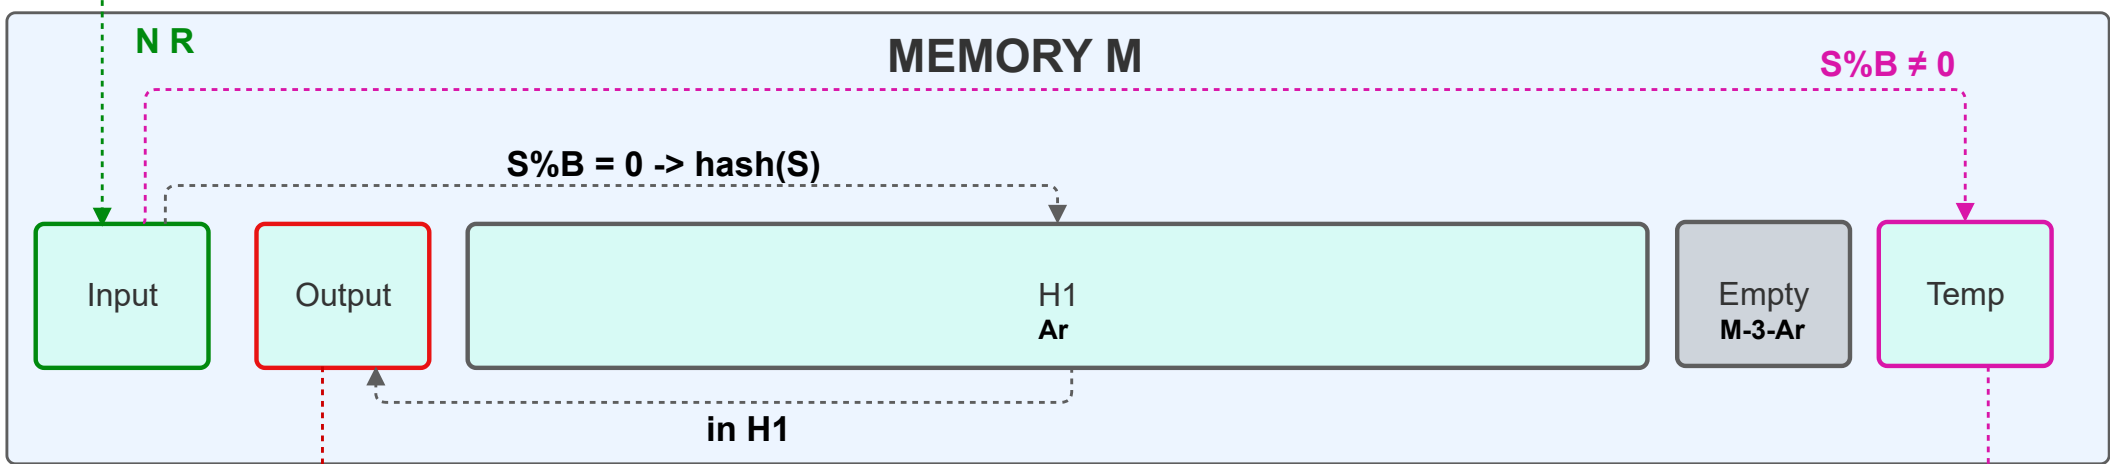 N R
MEMORY M
S%B ≠ 0
S%B = 0 -> hash(S)
Input
Output
H1
Ar
Empty
M-3-Ar
Temp
in H1